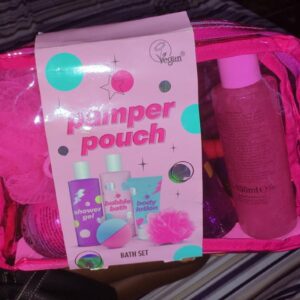 Vegan
pamper
pouch
shower
gel
bubble
bath
body
lotion
BATH SET